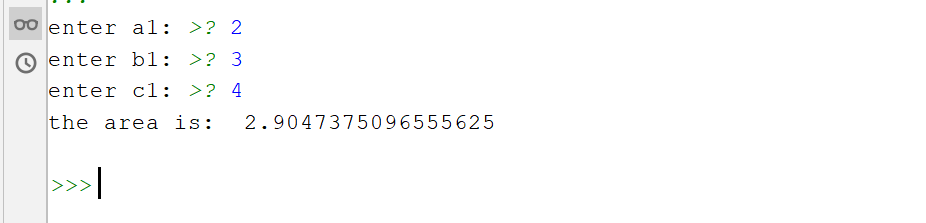 enter a1: >? 2
enter b1: >? 3
enter c1: >? 4
the area is:  2.9047375096555625
>>>